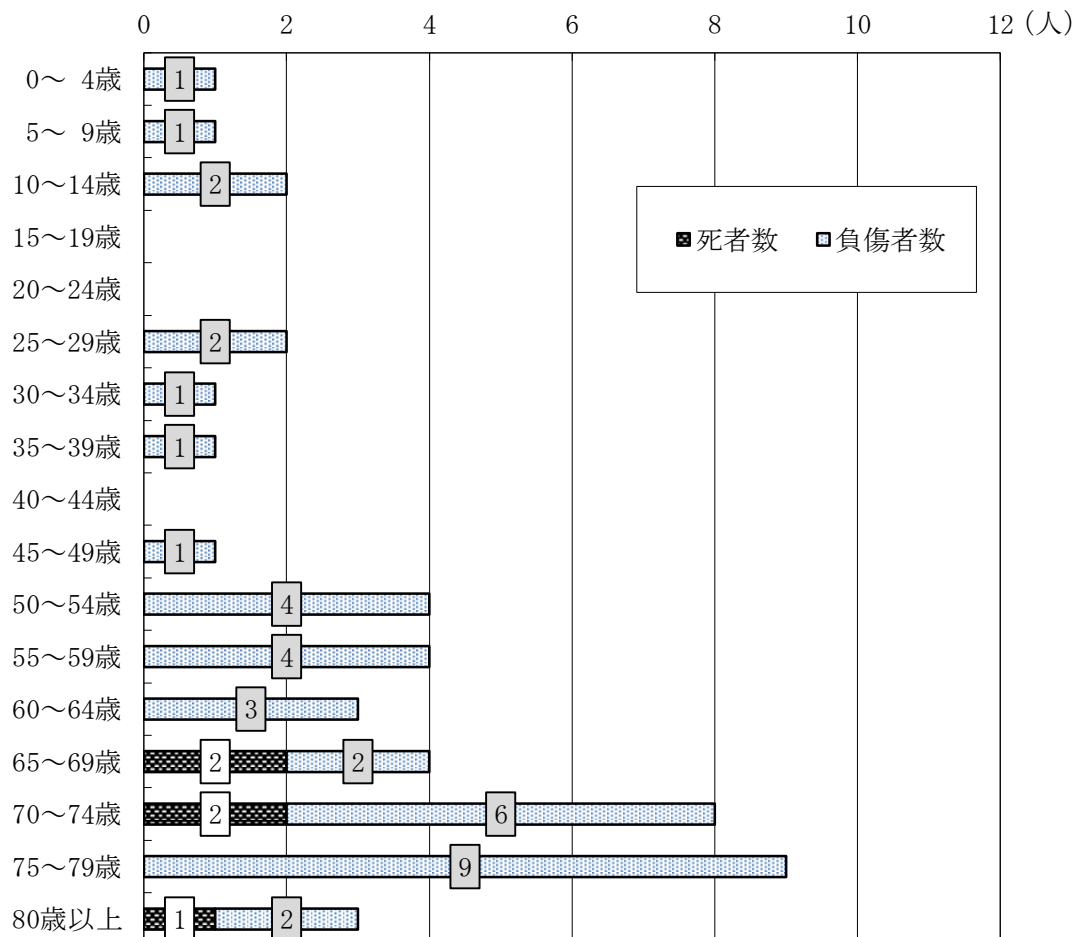 0 2 4 6 8 10 12 (人)
0～ 4歳 1
5～ 9歳 1
10～14歳 2
■死者数 ■負傷者数
15～19歳
20～24歳
25～29歳 2
30～34歳 1
35～39歳 1
40～44歳
45～49歳 1
50～54歳 4
55～59歳 4
60～64歳 3
65～69歳 2 2
70～74歳 2 6
75～79歳 9
80歳以上 1 2